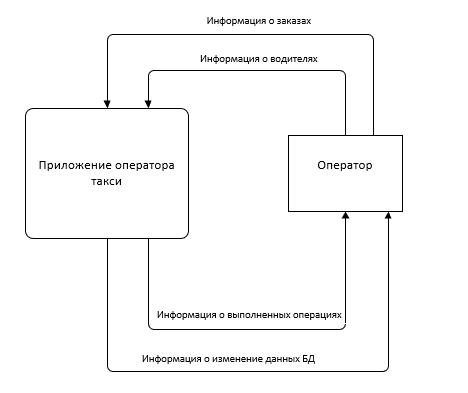 Информация о заказах
Информация о водителях
Приложение оператора
такси
Оператор
Информация о выполненных операциях
Информация о изменение данных БД